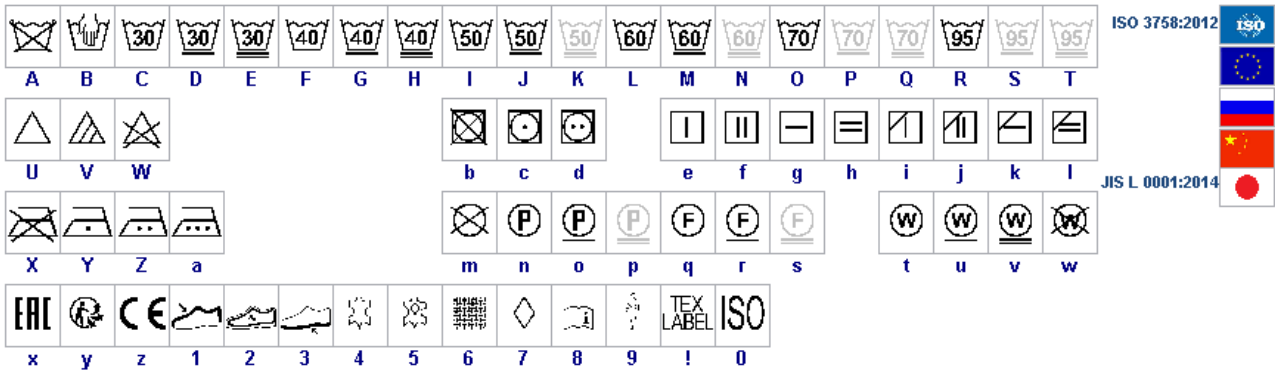 30 30 30 40 40 40 50 50 50 60 60 60 70 70 70 95 95 95 ISO 3758:2012 ISO
A B C D E F G H I J K L M N O P Q R S T
U V W b c d e f g h i j k l
JIS L 0001:2014
P P P F F F W W W W
X Y Z a m n o p q r s t u v w
EAC CE TEX LABEL ISO
x y z 1 2 3 4 5 6 7 8 9 ! 0